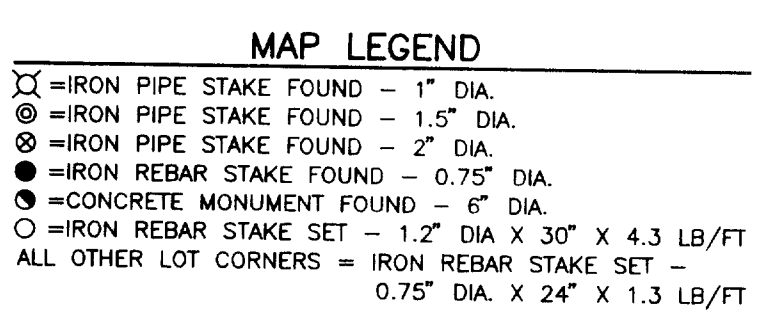 MAP LEGEND
=IRON PIPE STAKE FOUND – 1" DIA.
=IRON PIPE STAKE FOUND – 1.5" DIA.
=IRON PIPE STAKE FOUND – 2" DIA.
=IRON REBAR STAKE FOUND – 0.75" DIA.
=CONCRETE MONUMENT FOUND – 6" DIA.
=IRON REBAR STAKE SET – 1.2" DIA X 30" X 4.3 LB/FT
ALL OTHER LOT CORNERS = IRON REBAR STAKE SET –
0.75" DIA. X 24" X 1.3 LB/FT